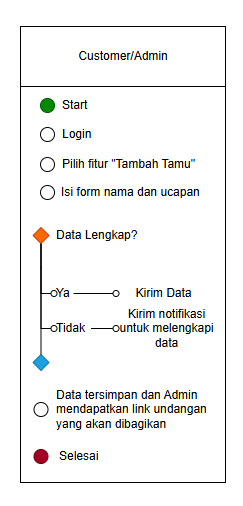 Customer/Admin
Start
Login
Pilih fitur "Tambah Tamu"
Isi form nama dan ucapan
Data Lengkap?
Ya
Kirim Data
Tidak
Kirim notifikasi
untuk melengkapi
data
Data tersimpan dan Admin
mendapatkan link undangan
yang akan dibagikan
Selesai